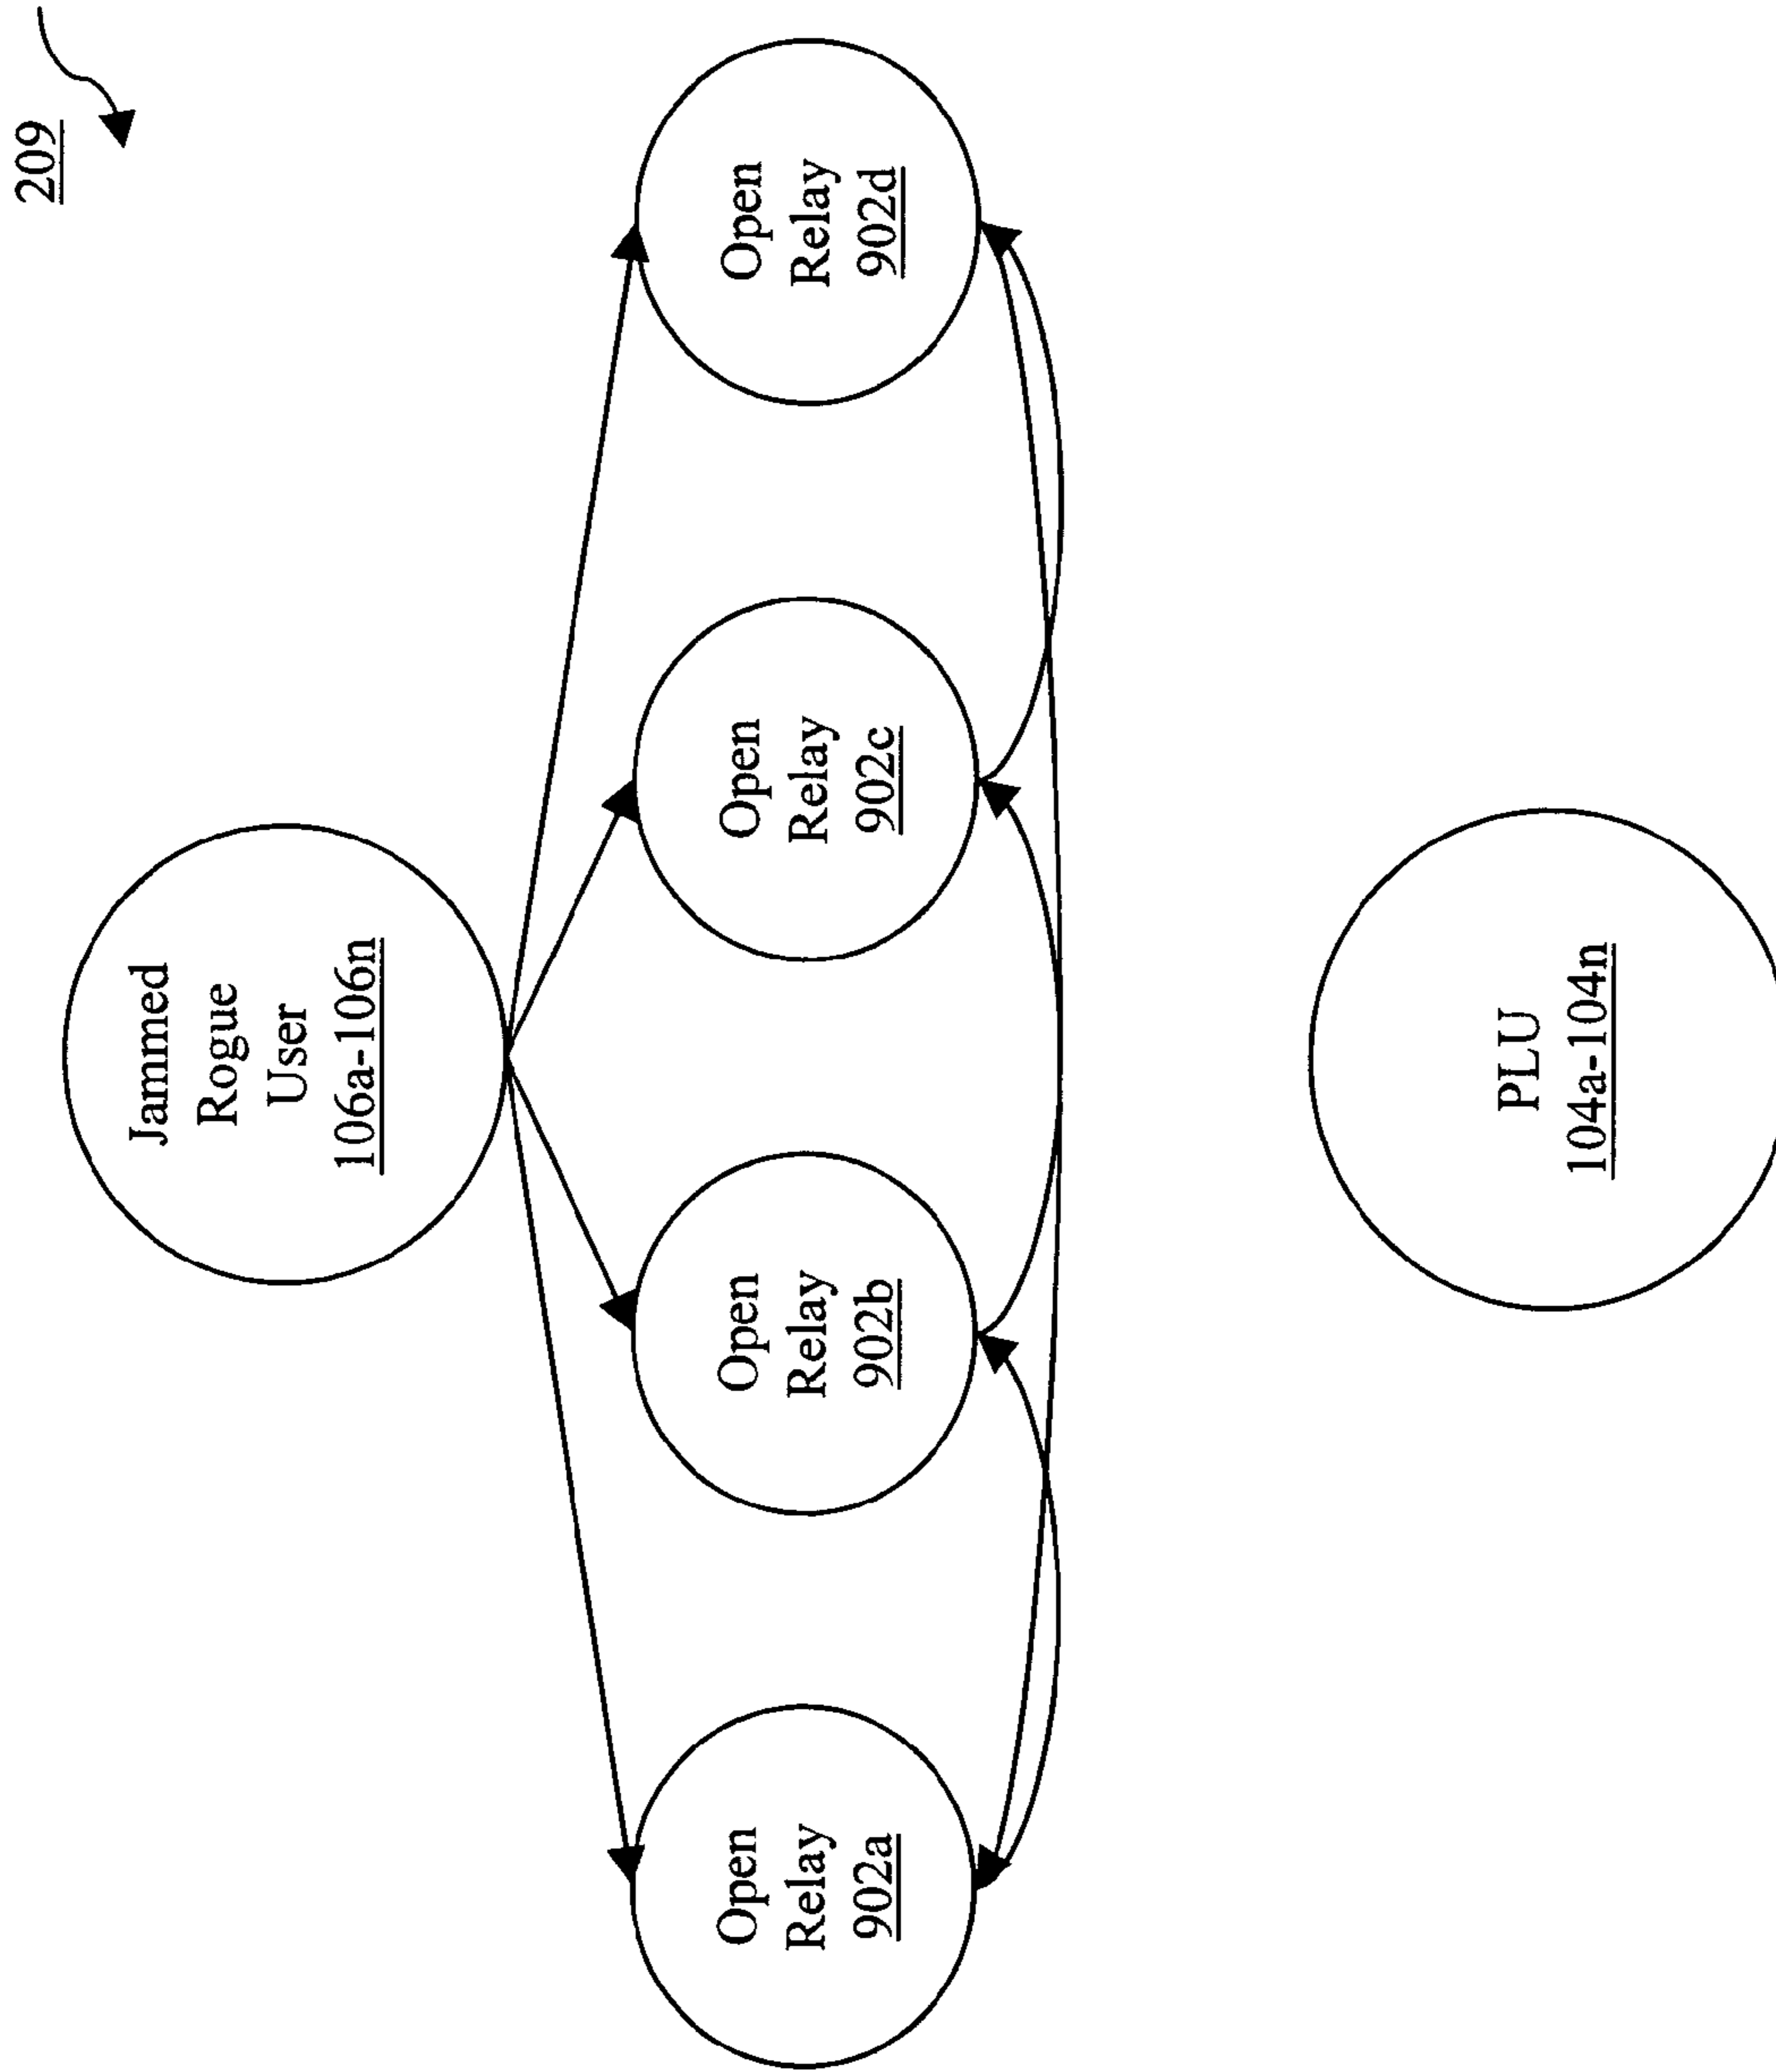 209
Jammed
Rogue
User
106a-106n
Open
Relay
902a
Open
Relay
902b
Open
Relay
902c
Open
Relay
902d
PLU
104a-104n